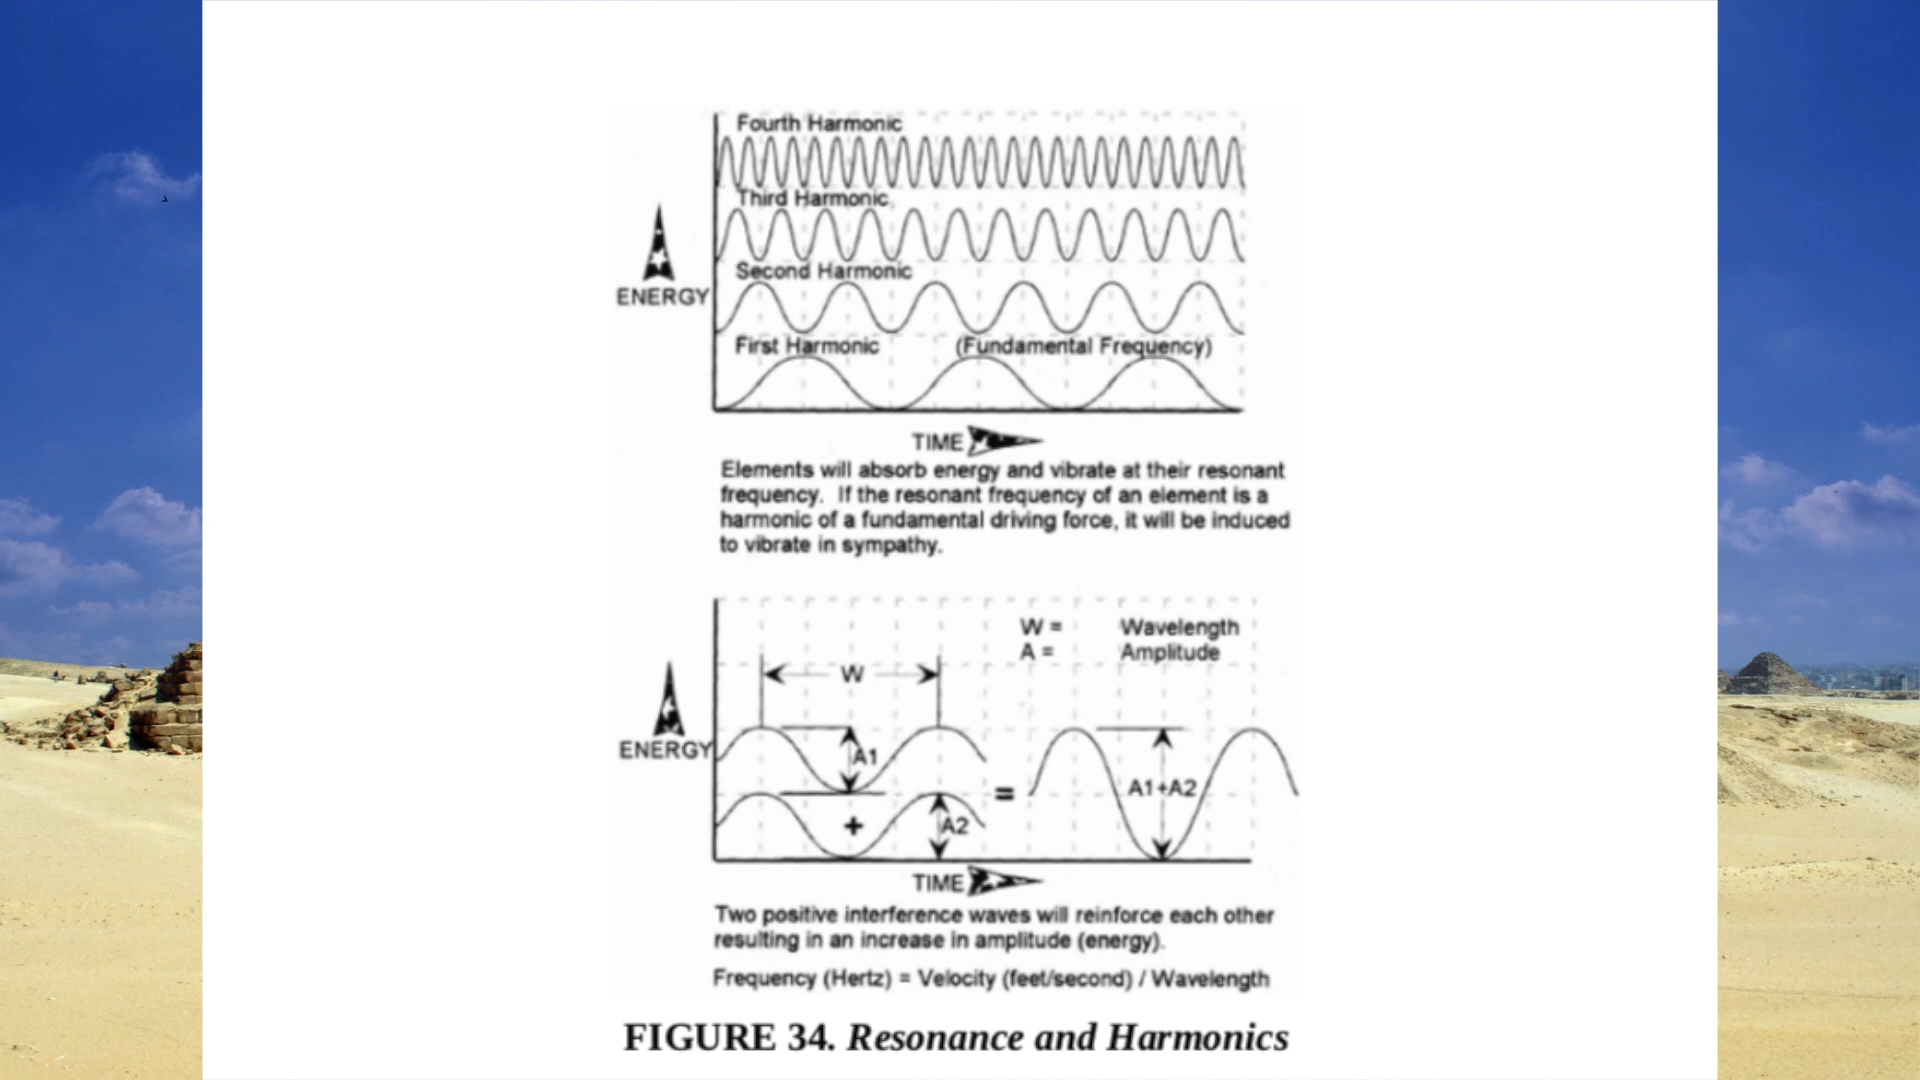 Fourth Harmonic
Third Harmonic
Second Harmonic
ENERGY
First Harmonic (Fundamental Frequency)
TIME
Elements will absorb energy and vibrate at their resonant
frequency. If the resonant frequency of an element is a
harmonic of a fundamental driving force, it will be induced
to vibrate in sympathy.
W = Wavelength
A = Amplitude
W
ENERGY
A1
= A1+A2
+ A2
TIME
Two positive interference waves will reinforce each other
resulting in an increase in amplitude (energy).
Frequency (Hertz) = Velocity (feet/second) / Wavelength
FIGURE 34. Resonance and Harmonics